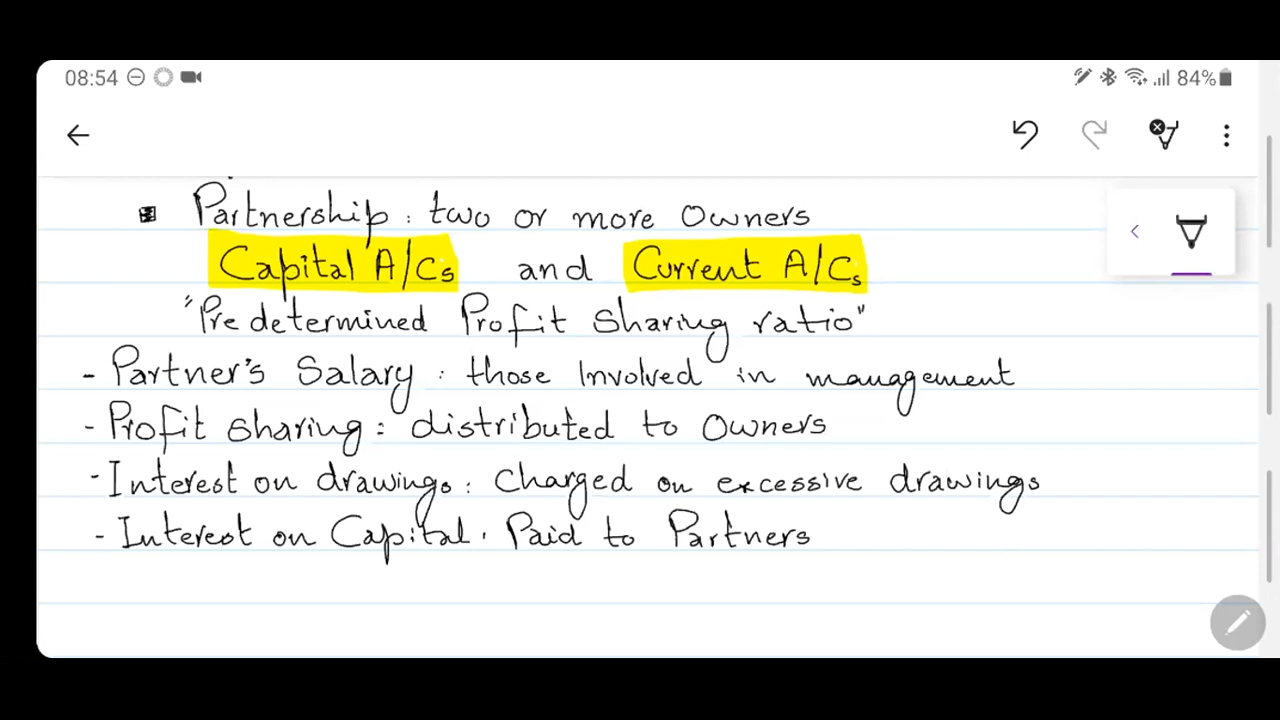 08:54 84%
Partnership : two or more Owners
Capital A/Cs and Current A/Cs
"Predetermined Profit Sharing ratio"
- Partner's Salary : those Involved in management
- Profit sharing : distributed to Owners
- Interest on drawings : Charged on excessive drawings
- Interest on Capital . Paid to Partners